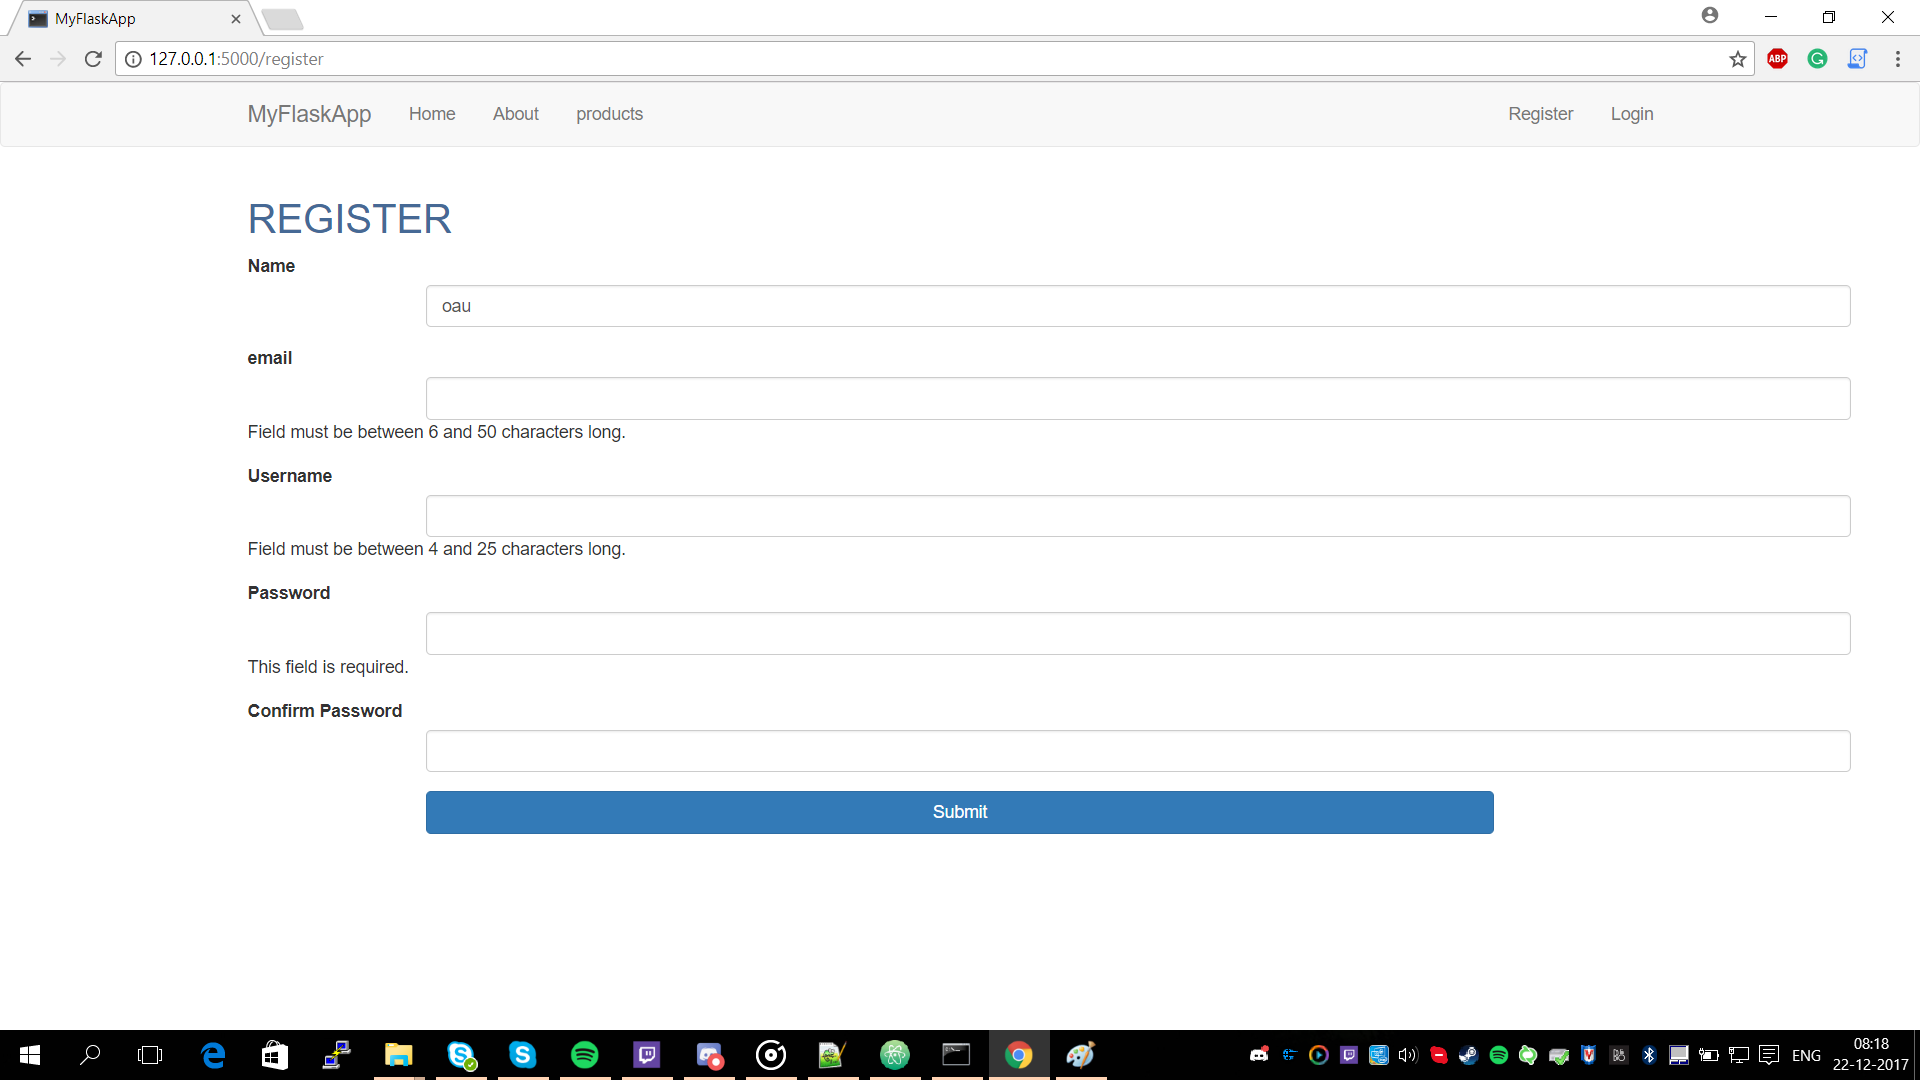 MyFlaskApp
127.0.0.1:5000/register
ABP
MyFlaskApp Home About products Register Login
REGISTER
Name
oau
email
Field must be between 6 and 50 characters long.
Username
Field must be between 4 and 25 characters long.
Password
This field is required.
Confirm Password
Submit
ENG
08:18
22-12-2017